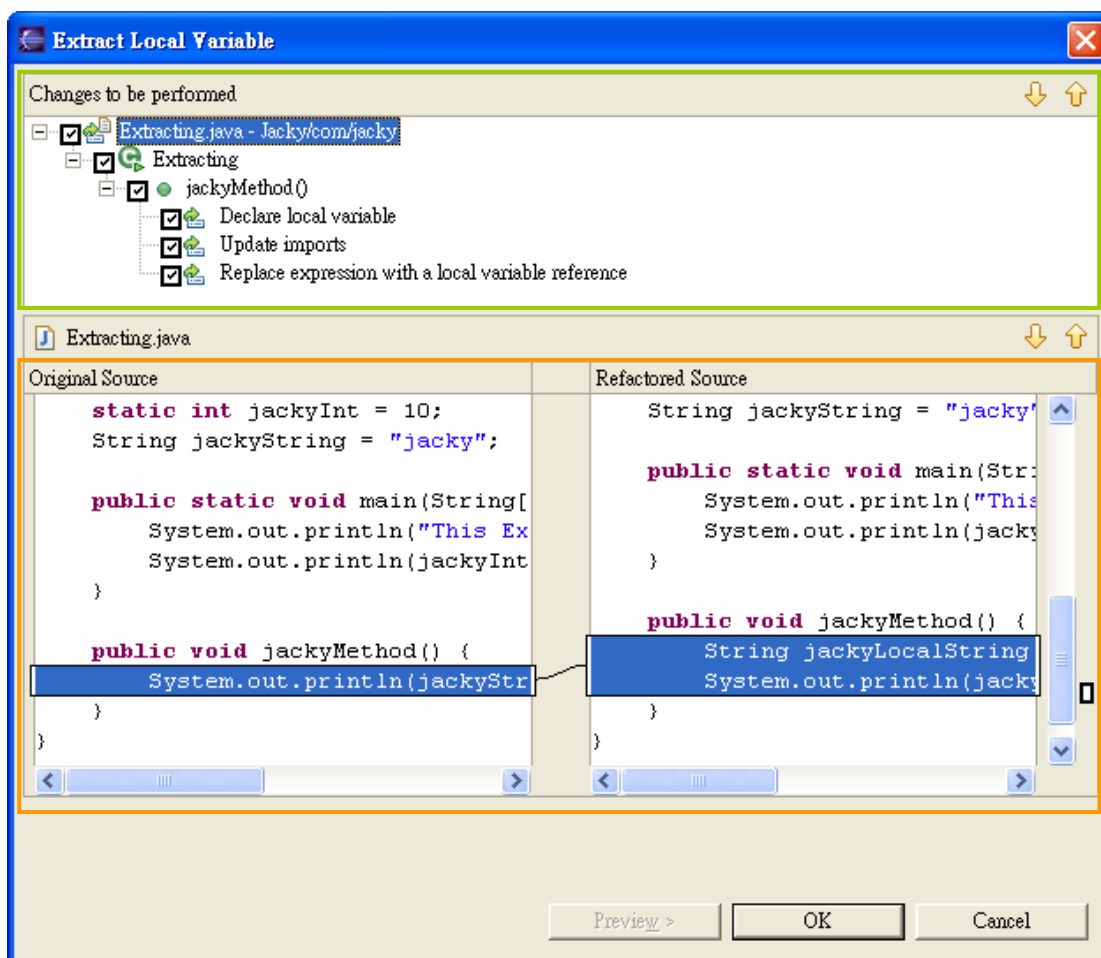 Extract Local Variable
Changes to be performed
Extracting.java - Jacky/com/jacky
Extracting
jackyMethod()
Declare local variable
Update imports
Replace expression with a local variable reference
Extracting.java
Original Source
static int jackyInt = 10;
String jackyString = "jacky";
public static void main(String[
System.out.println("This Ex
System.out.println(jackyInt
}
public void jackyMethod() {
System.out.println(jackyStr
}
}
Refactored Source
String jackyString = "jacky"
public static void main(Stri
System.out.println("This
System.out.println(jacky
}
public void jackyMethod() {
String jackyLocalString
System.out.println(jacky
}
}
Preview >
OK
Cancel